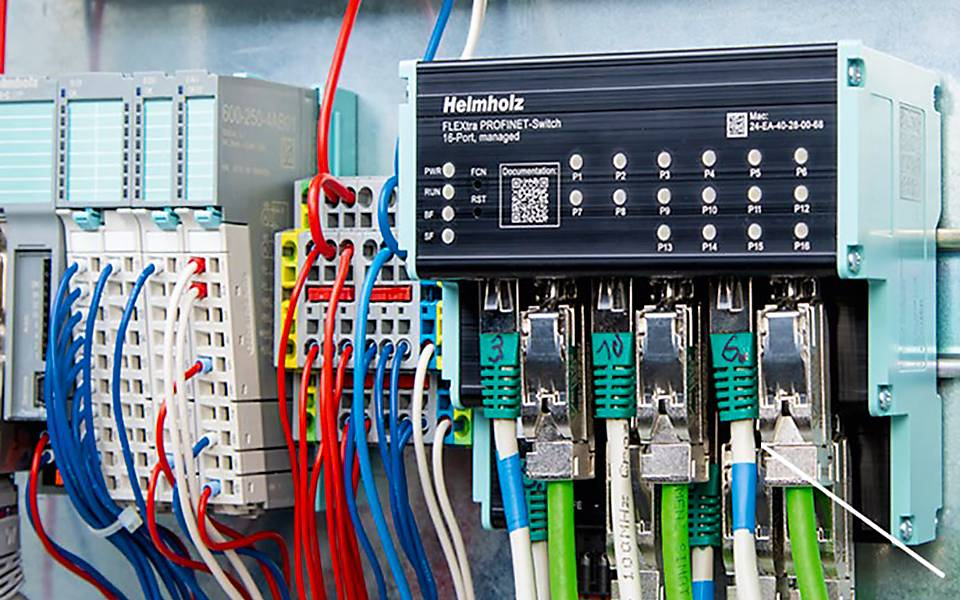 Helmholz
FLEXtra PROFINET-Switch
16-Port, managed
Mac:
24-EA-40-28-00-68
600-250-4AB01
PWR
FCN
RUN
RST
BF
SF
Documentation:
P1 P2 P3 P4 P5 P6
P7 P8 P9 P10 P11 P12
P13 P14 P15 P16
3
10
6
100MHz